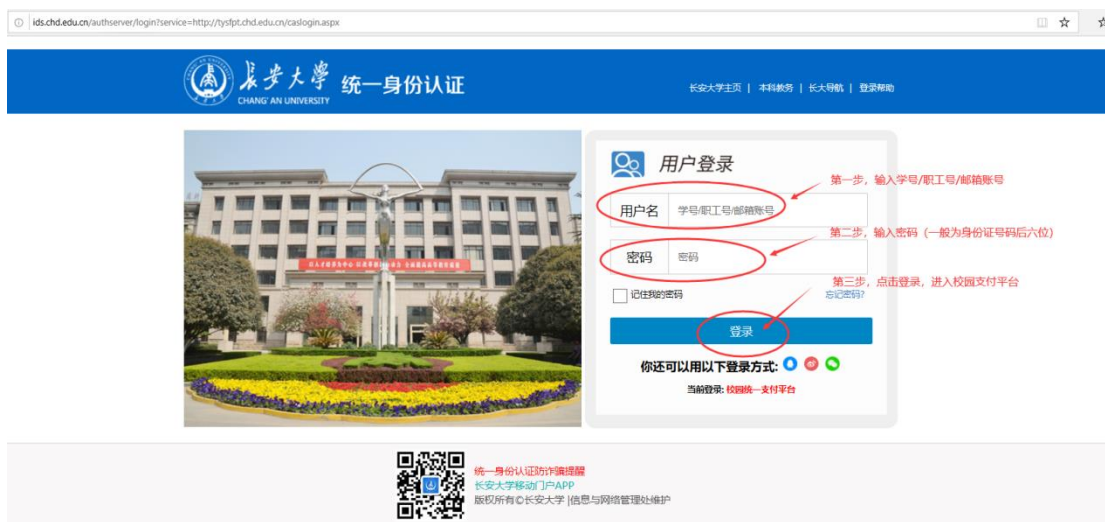 ids.chd.edu.cn/authserver/login?service=http://tysfpt.chd.edu.cn/caslogin.aspx
长安大学 统一身份认证
CHANG'AN UNIVERSITY
长安大学主页 | 本科教务 | 长大导航 | 登录帮助
用户登录
第一步，输入学号/职工号/邮箱账号
用户名 学号/职工号/邮箱账号
第二步，输入密码（一般为身份证号码后六位）
密码 密码
第三步，点击登录，进入校园支付平台
记住我的密码 忘记密码?
登录
你还可以用以下登录方式:
当前登录: 校园统一支付平台
统一身份认证防诈骗提醒
长安大学移动门户APP
版权所有©长安大学 |信息与网络管理处维护